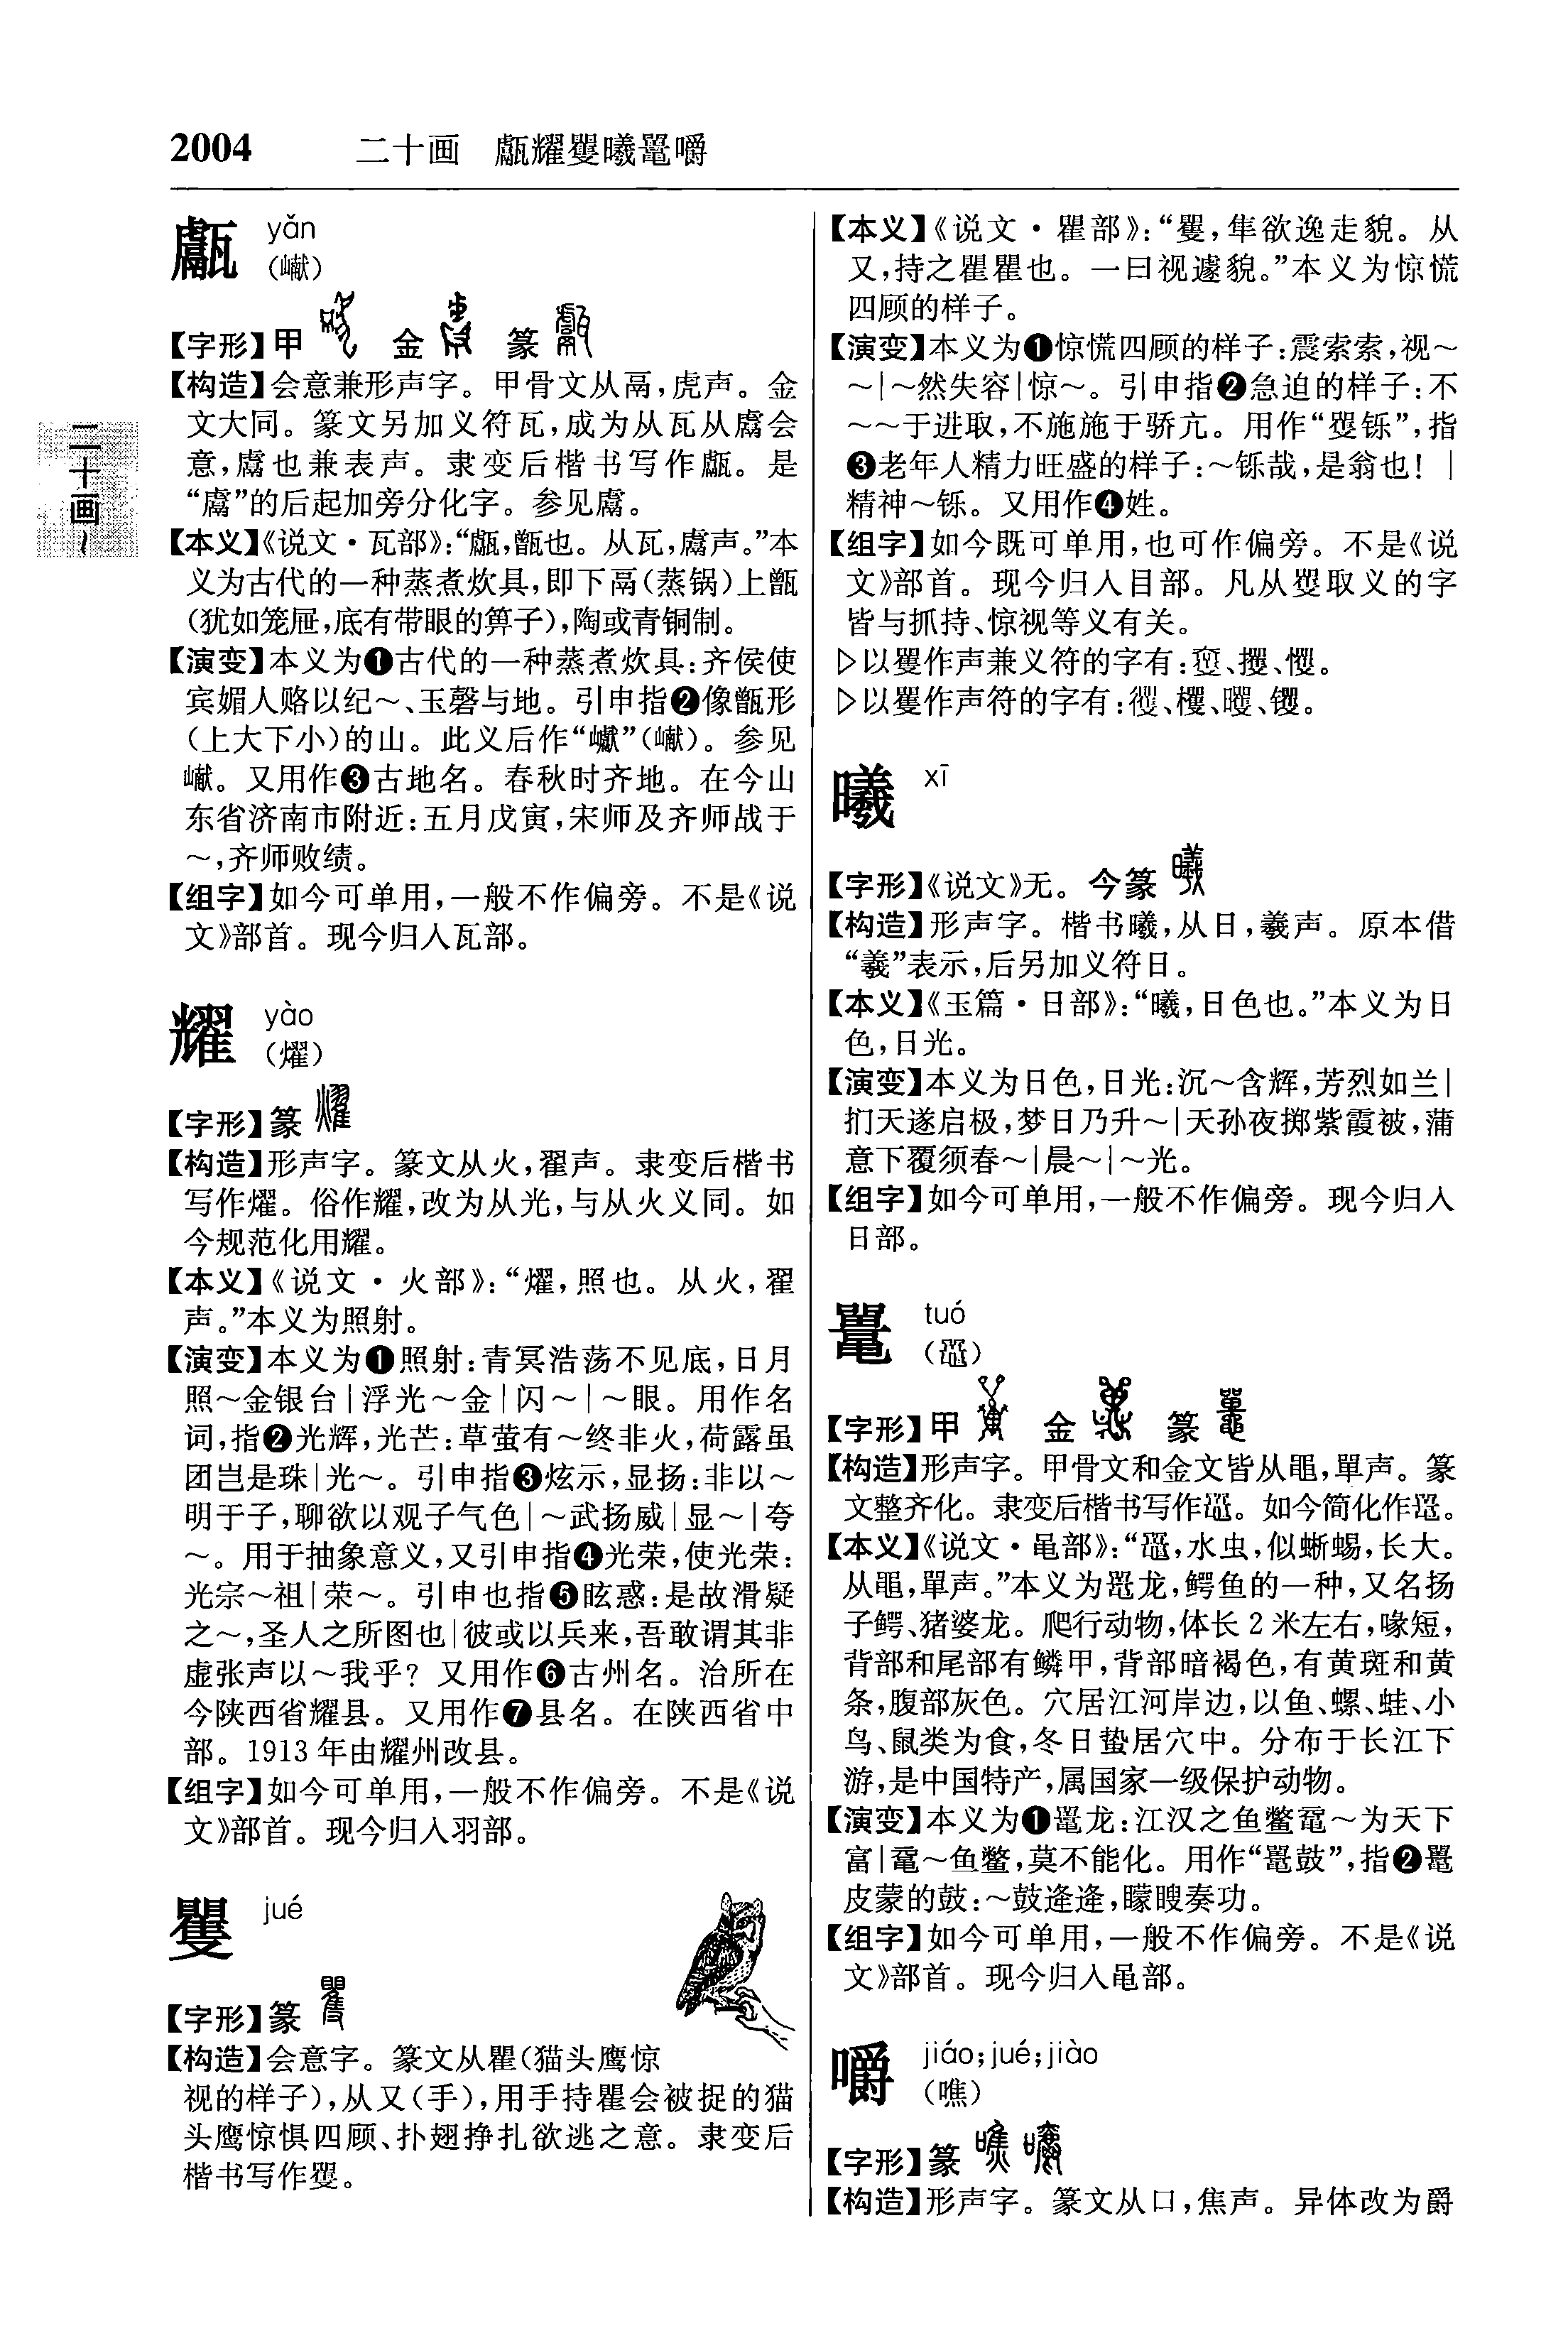 2004 二十画 甗耀矍曦鼍嚼
二十画~
甗 yǎn
(巘)
【字形】甲 金 篆
【构造】会意兼形声字。甲骨文从鬲,虎声。金
文大同。篆文另加义符瓦,成为从瓦从鬳会
意,鬳也兼表声。隶变后楷书写作甗。是
“鬳”的后起加旁分化字。参见鬳。
【本义】《说文·瓦部》:“甗,甑也。从瓦,鬳声。”本
义为古代的一种蒸煮炊具,即下鬲(蒸锅)上甑
(犹如笼屉,底有带眼的箅子),陶或青铜制。
【演变】本义为❶古代的一种蒸煮炊具:齐侯使
宾媚人赂以纪~、玉磬与地。引申指❷像甑形
(上大下小)的山。此义后作“巘”(𪩘)。参见
𪩘。又用作❸古地名。春秋时齐地。在今山
东省济南市附近:五月戊寅,宋师及齐师战于
~,齐师败绩。
【组字】如今可单用,一般不作偏旁。不是《说
文》部首。现今归入瓦部。
耀 yào
(燿)
【字形】篆
【构造】形声字。篆文从火,翟声。隶变后楷书
写作燿。俗作耀,改为从光,与从火义同。如
今规范化用耀。
【本义】《说文·火部》:“燿,照也。从火,翟
声。”本义为照射。
【演变】本义为❶照射:青冥浩荡不见底,日月
照~金银台|浮光~金|闪~|~眼。用作名
词,指❷光辉,光芒:草萤有~终非火,荷露虽
团岂是珠|光~。引申指❸炫示,显扬:非以~
明于子,聊欲以观子气色|~武扬威|显~|夸
~。用于抽象意义,又引申指❹光荣,使光荣:
光宗~祖|荣~。引申也指❺眩惑:是故滑疑
之~,圣人之所图也|彼或以兵来,吾敢谓其非
虚张声以~我乎? 又用作❻古州名。治所在
今陕西省耀县。又用作❼县名。在陕西省中
部。1913年由耀州改县。
【组字】如今可单用,一般不作偏旁。不是《说
文》部首。现今归入羽部。
矍 jué
【字形】篆
【构造】会意字。篆文从瞿(猫头鹰惊
视的样子),从又(手),用手持瞿会被捉的猫
头鹰惊惧四顾、扑翅挣扎欲逃之意。隶变后
楷书写作矍。
【本义】《说文·瞿部》:“矍,隼欲逸走貌。从
又,持之瞿瞿也。一曰视遽貌。”本义为惊慌
四顾的样子。
【演变】本义为❶惊慌四顾的样子:震索索,视~
~|~然失容|惊~。引申指❷急迫的样子:不
~~于进取,不施施于骄亢。用作“矍铄”,指
❸老年人精力旺盛的样子:~铄哉,是翁也! |
精神~铄。又用作❹姓。
【组字】如今既可单用,也可作偏旁。不是《说
文》部首。现今归入目部。凡从矍取义的字
皆与抓持、惊视等义有关。
▷以矍作声兼义符的字有:戄、攫、㦜。
▷以矍作声符的字有:彏、欔、曤、镢。
曦 xī
【字形】《说文》无。今篆
【构造】形声字。楷书曦,从日,羲声。原本借
“羲”表示,后另加义符日。
【本义】《玉篇·日部》:“曦,日色也。”本义为日
色,日光。
【演变】本义为日色,日光:沉~含辉,芳烈如兰|
扪天遂启极,梦日乃升~|天孙夜掷紫霞被,蒲
意下覆须春~|晨~|~光。
【组字】如今可单用,一般不作偏旁。现今归入
日部。
鼍 tuó
(鼉)
【字形】甲 金 篆
【构造】形声字。甲骨文和金文皆从黾,單声。篆
文整齐化。隶变后楷书写作鼉。如今简化作鼍。
【本义】《说文·黾部》:“鼉,水虫,似蜥蜴,长大。
从黾,單声。”本义为鼍龙,鳄鱼的一种,又名扬
子鳄、猪婆龙。爬行动物,体长2米左右,喙短,
背部和尾部有鳞甲,背部暗褐色,有黄斑和黄
条,腹部灰色。穴居江河岸边,以鱼、螺、蛙、小
鸟、鼠类为食,冬日蛰居穴中。分布于长江下
游,是中国特产,属国家一级保护动物。
【演变】本义为❶鼍龙:江汉之鱼鳖鼋~为天下
富|鼋~鱼鳖,莫不能化。用作“鼍鼓”,指❷鼍
皮蒙的鼓:~鼓逄逄,矇瞍奏功。
【组字】如今可单用,一般不作偏旁。不是《说
文》部首。现今归入黾部。
嚼 jiáo;jué;jiào
(噍)
【字形】篆
【构造】形声字。篆文从口,焦声。异体改为爵